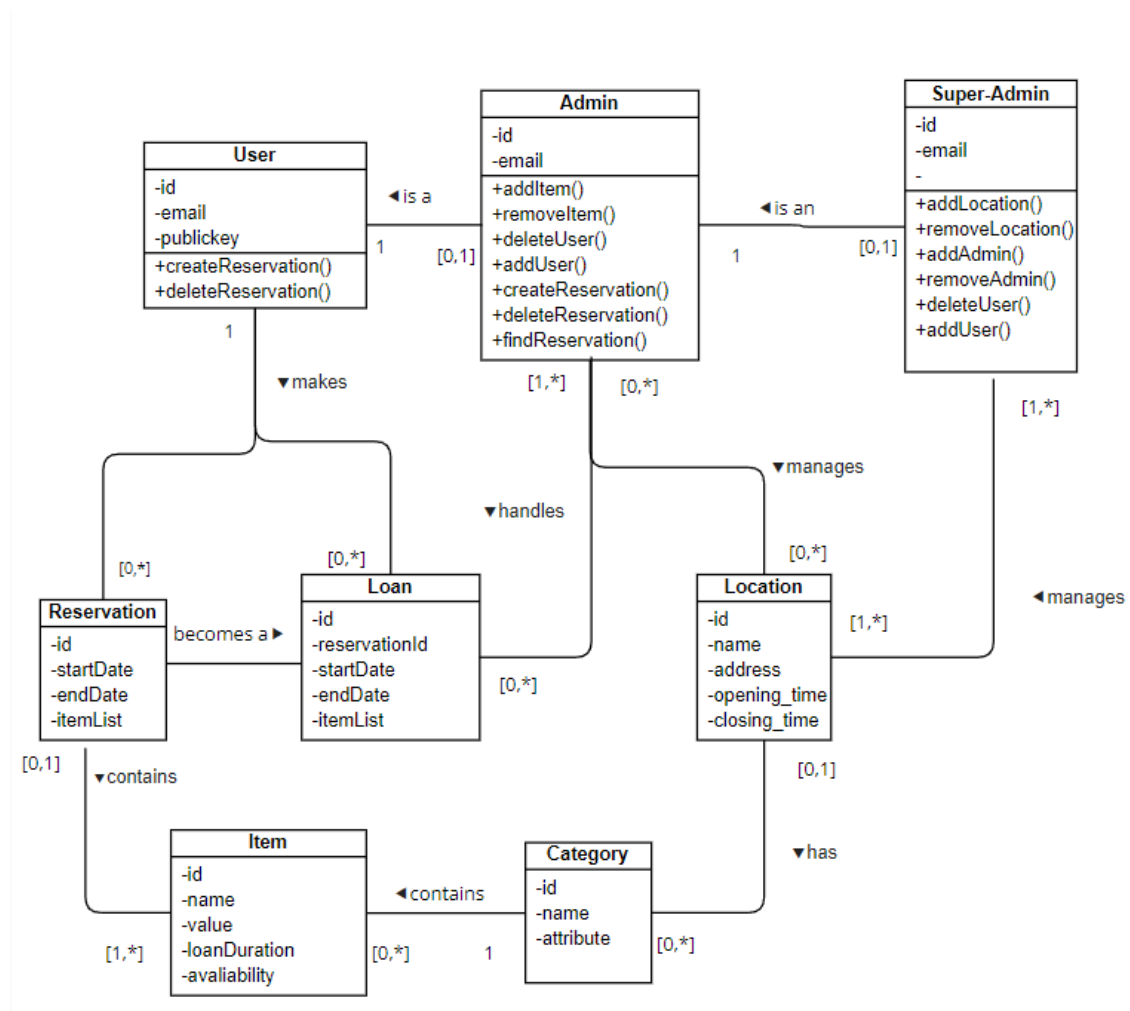 User
-id
-email
-publickey
+createReservation()
+deleteReservation()
◄is a
1
[0,1]
Admin
-id
-email
+addItem()
+removeItem()
+deleteUser()
+addUser()
+createReservation()
+deleteReservation()
+findReservation()
◄is an
1
[0,1]
Super-Admin
-id
-email
-
+addLocation()
+removeLocation()
+addAdmin()
+removeAdmin()
+deleteUser()
+addUser()
1
▼makes
[1,*]
[0,*]
[1,*]
▼manages
▼handles
[0,*]
[0,*]
[0,*]
Reservation
-id
-startDate
-endDate
-itemList
becomes a►
Loan
-id
-reservationId
-startDate
-endDate
-itemList
[0,*]
Location
-id
-name
-address
-opening_time
-closing_time
[1,*]
◄manages
[0,1]
▼contains
[0,1]
▼has
Item
-id
-name
-value
-loanDuration
-avaliability
[1,*]
◄contains
[0,*]
1
Category
-id
-name
-attribute
[0,*]